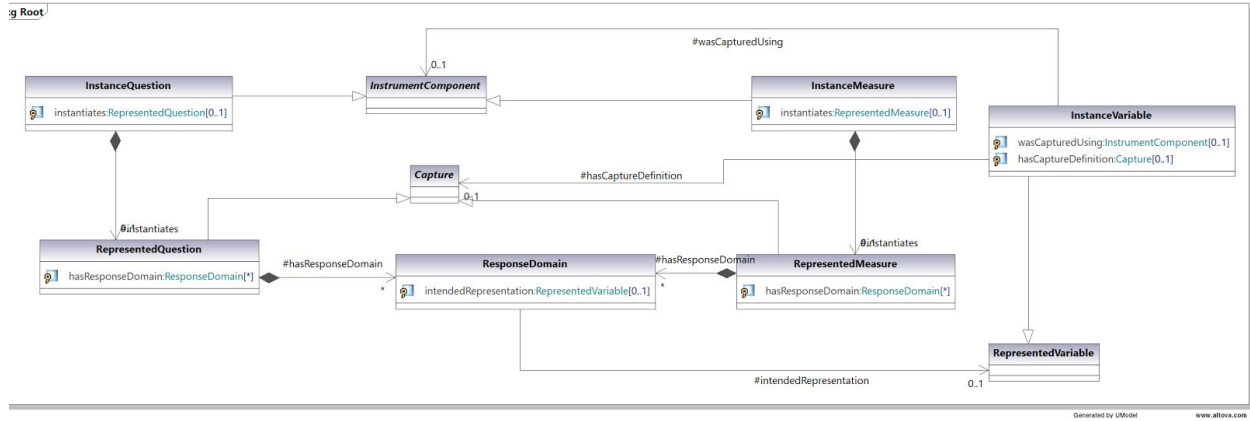 cg Root
#wasCapturedUsing
0..1
InstanceQuestion
instantiates:RepresentedQuestion[0..1]
InstrumentComponent
InstanceMeasure
instantiates:RepresentedMeasure[0..1]
InstanceVariable
wasCapturedUsing:InstrumentComponent[0..1]
hasCaptureDefinition:Capture[0..1]
Capture
#hasCaptureDefinition
0..1
RepresentedQuestion
hasResponseDomain:ResponseDomain[*]
#hasResponseDomain
*
ResponseDomain
intendedRepresentation:RepresentedVariable[0..1]
#hasResponseDomain
*
RepresentedMeasure
hasResponseDomain:ResponseDomain[*]
RepresentedVariable
#intendedRepresentation
0..1
Generated by UModel
www.altova.com